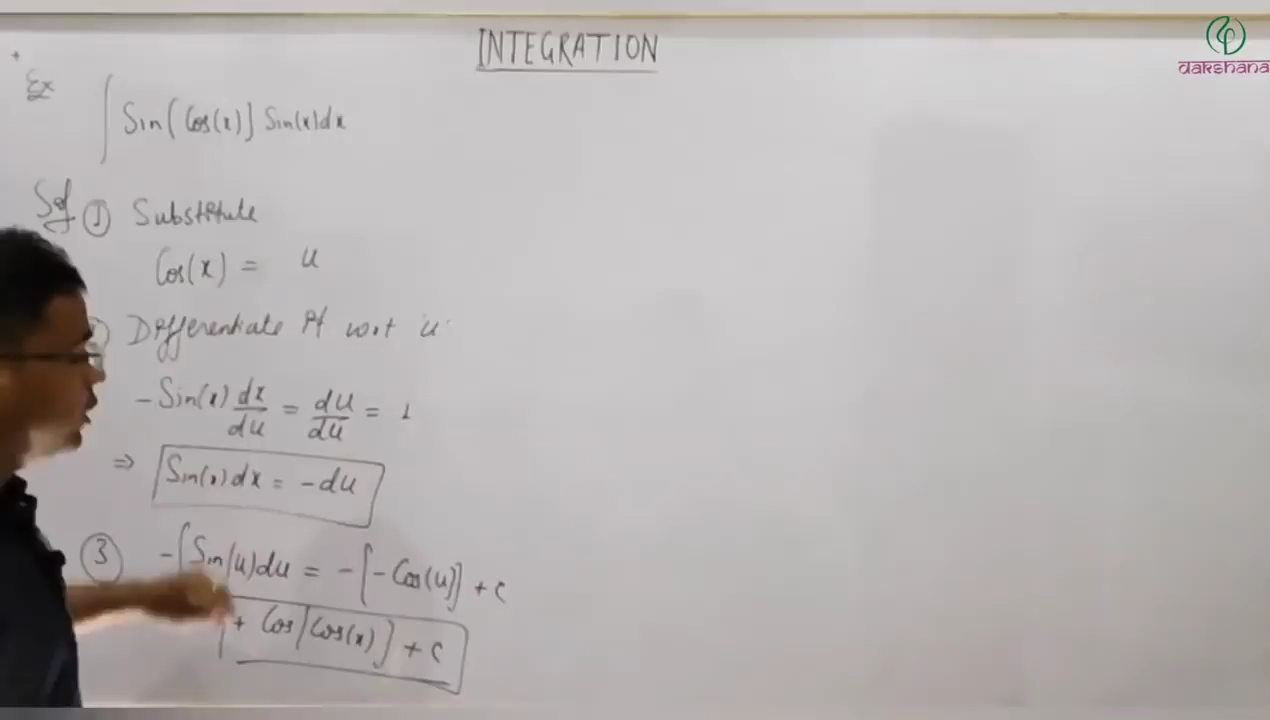 INTEGRATION
dakshana
Ex
∫ Sin(Cos(x)) Sin(x)dx
Sol
① Substitute
Cos(x) = u
Differentiate it w.r.t 'u'
-Sin(x) dx/du = du/du = 1
⇒ Sin(x)dx = -du
③ -∫Sin(u)du = -[-Cos(u)] + c
+ Cos[Cos(x)] + c